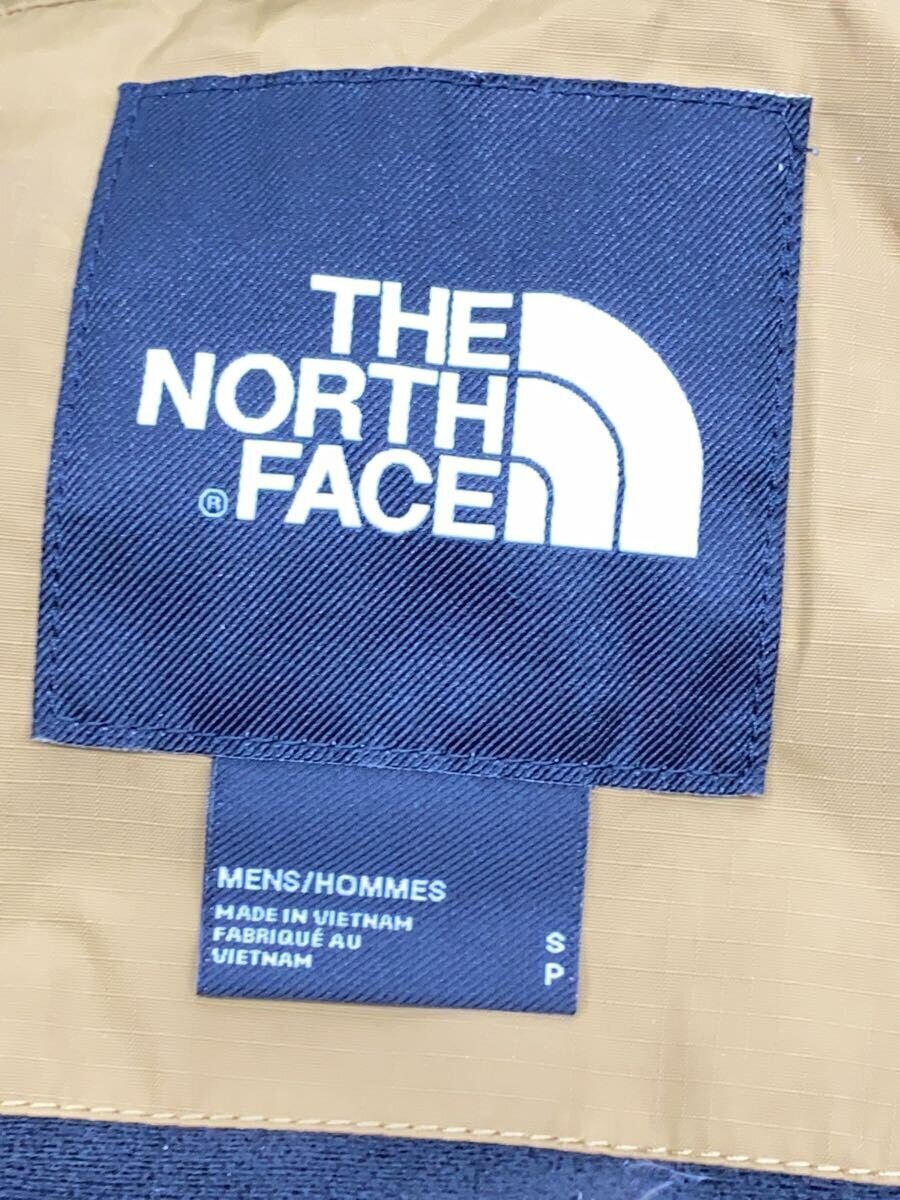 THE
NORTH
® FACE
MENS/HOMMES
MADE IN VIETNAM
FABRIQUÉ AU
VIETNAM
S
P